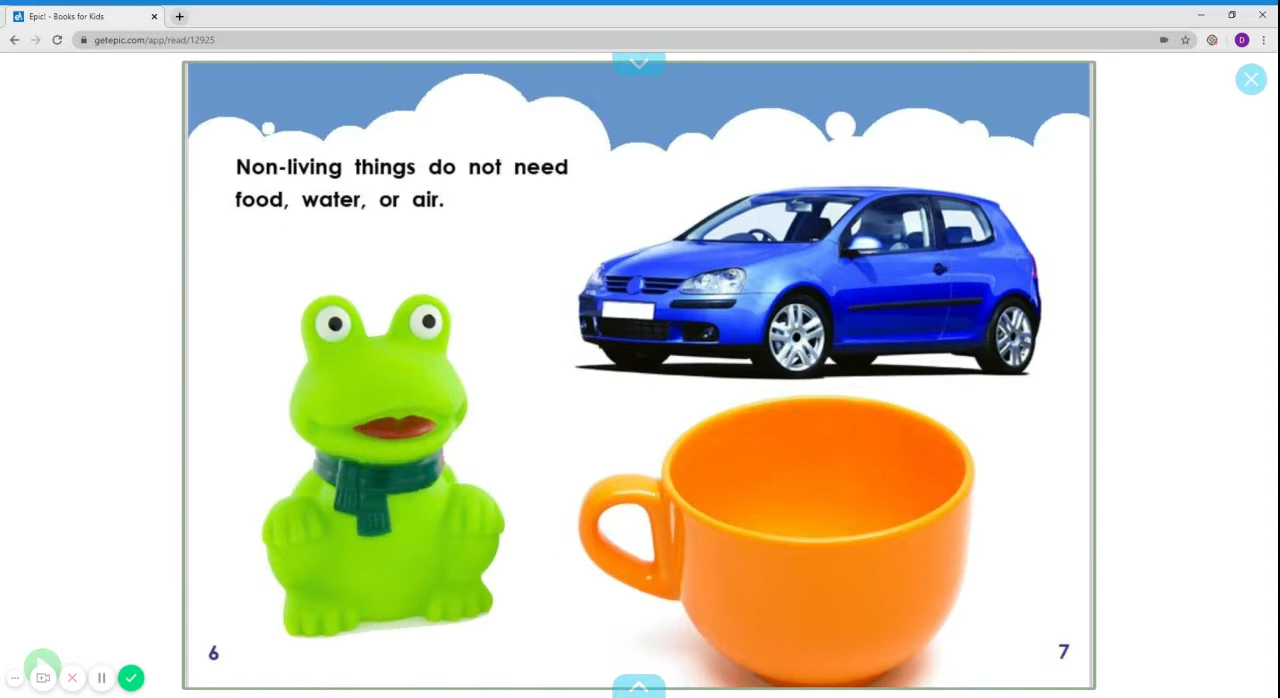 Epic! - Books for Kids
getepic.com/app/read/12925
D
Non-living things do not need
food, water, or air.
6
7